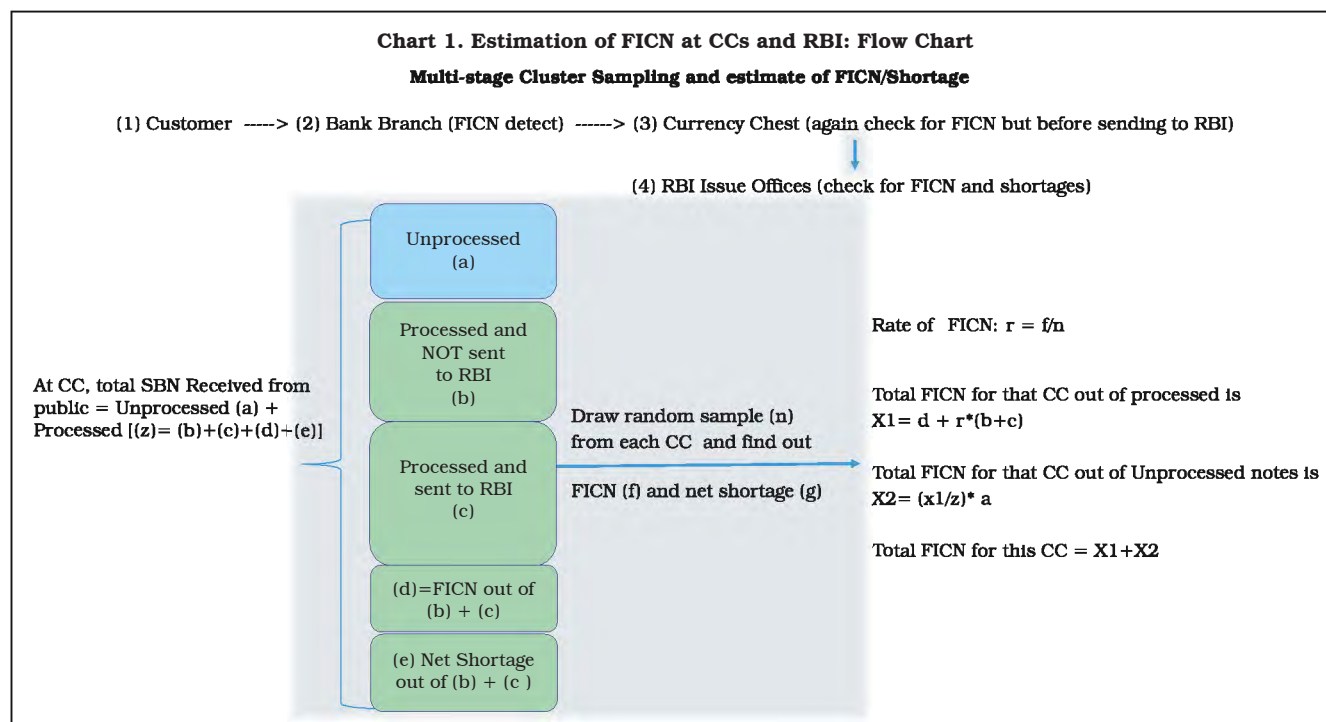 Chart 1. Estimation of FICN at CCs and RBI: Flow Chart
Multi-stage Cluster Sampling and estimate of FICN/Shortage
(1) Customer -----> (2) Bank Branch (FICN detect) ------> (3) Currency Chest (again check for FICN but before sending to RBI)
(4) RBI Issue Offices (check for FICN and shortages)
At CC, total SBN Received from
public = Unprocessed (a) +
Processed [(z)= (b)+(c)+(d)+(e)]
Unprocessed
(a)
Processed and
NOT sent
to RBI
(b)
Processed and
sent to RBI
(c)
(d)=FICN out of
(b) + (c)
(e) Net Shortage
out of (b) + (c )
Draw random sample (n)
from each CC and find out
FICN (f) and net shortage (g)
Rate of FICN: r = f/n
Total FICN for that CC out of processed is
X1= d + r*(b+c)
Total FICN for that CC out of Unprocessed notes is
X2= (x1/z)* a
Total FICN for this CC = X1+X2